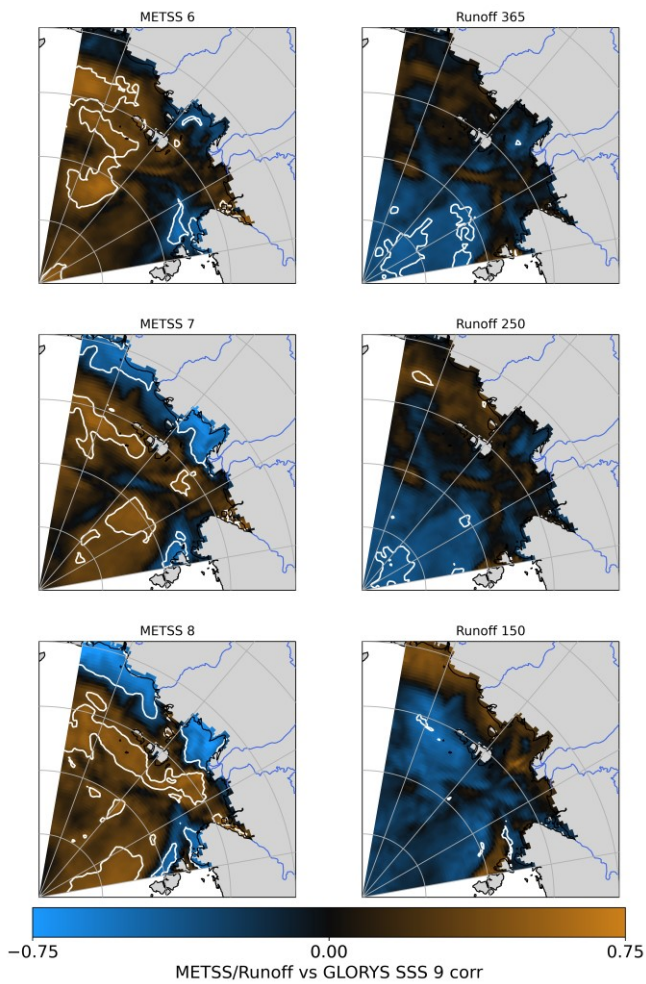 METSS 6
Runoff 365
METSS 7
Runoff 250
METSS 8
Runoff 150
−0.75
0.00
0.75
METSS/Runoff vs GLORYS SSS 9 corr